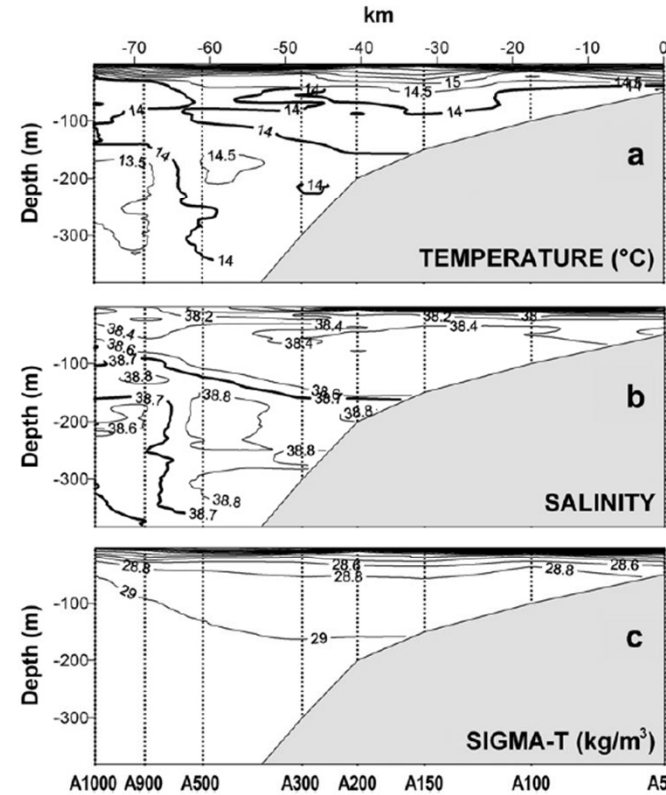 km
-70 -60 -50 -40 -30 -20 -10 0
Depth (m)
-100
-200
-300
14 15 14.5 14.5 14
14 14 14
14 14
13.5 14.5
14
14
a
TEMPERATURE (°C)
Depth (m)
-100
-200
-300
38.2 38.2 38
38.4 38.4 38.4
38.6 38.4
38.7
38.8 38.6
38.7 38.8 38.7
38.6 38.8
38.8
38.8
38.7
b
SALINITY
Depth (m)
-100
-200
-300
28.8 28.6 28.6
28.8 28.8
29
29
c
SIGMA-T (kg/m³)
A1000 A900 A500 A300 A200 A150 A100 A5